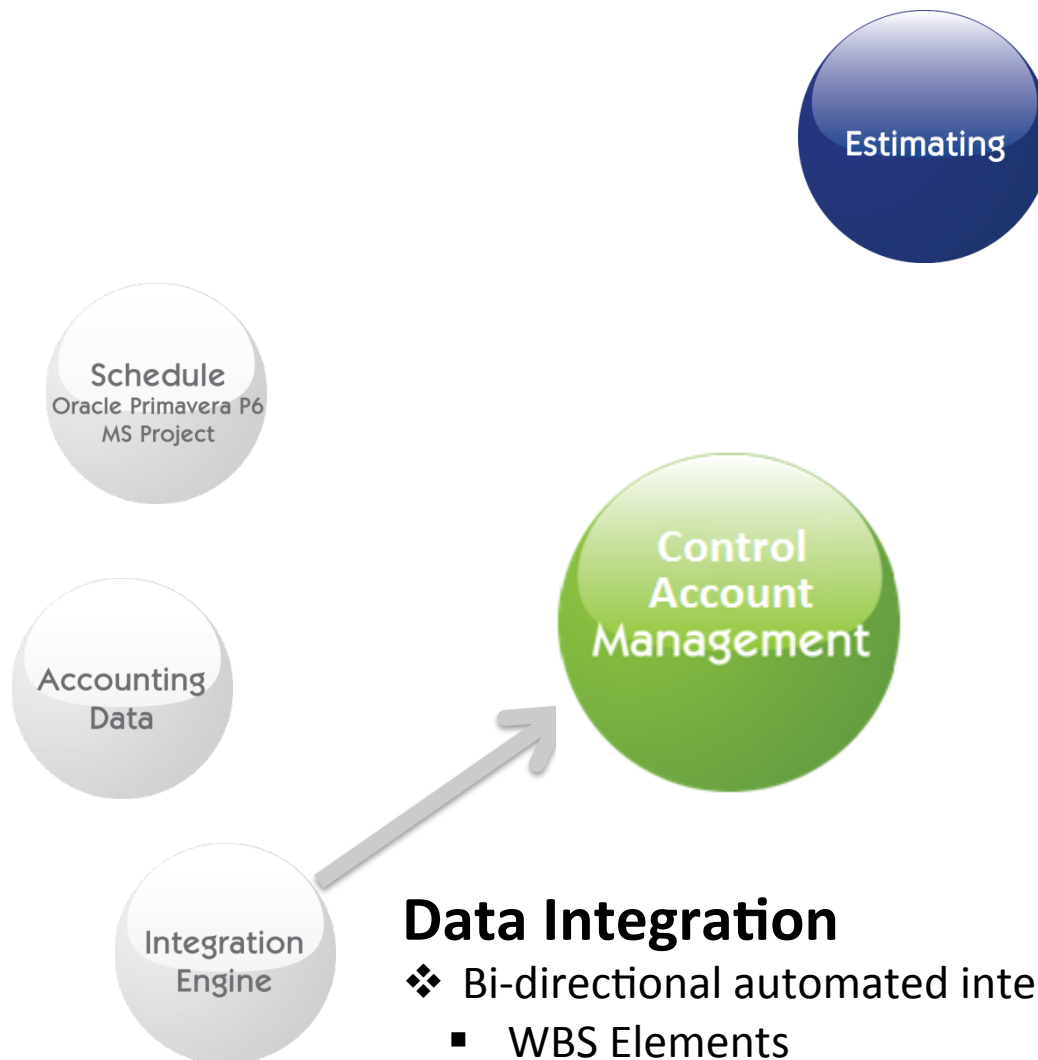 Estimating
Schedule
Oracle Primavera P6
MS Project
Control
Account
Management
Accounting
Data
Integration
Engine
Data Integration
❖ Bi-directional automated inte
▪ WBS Elements